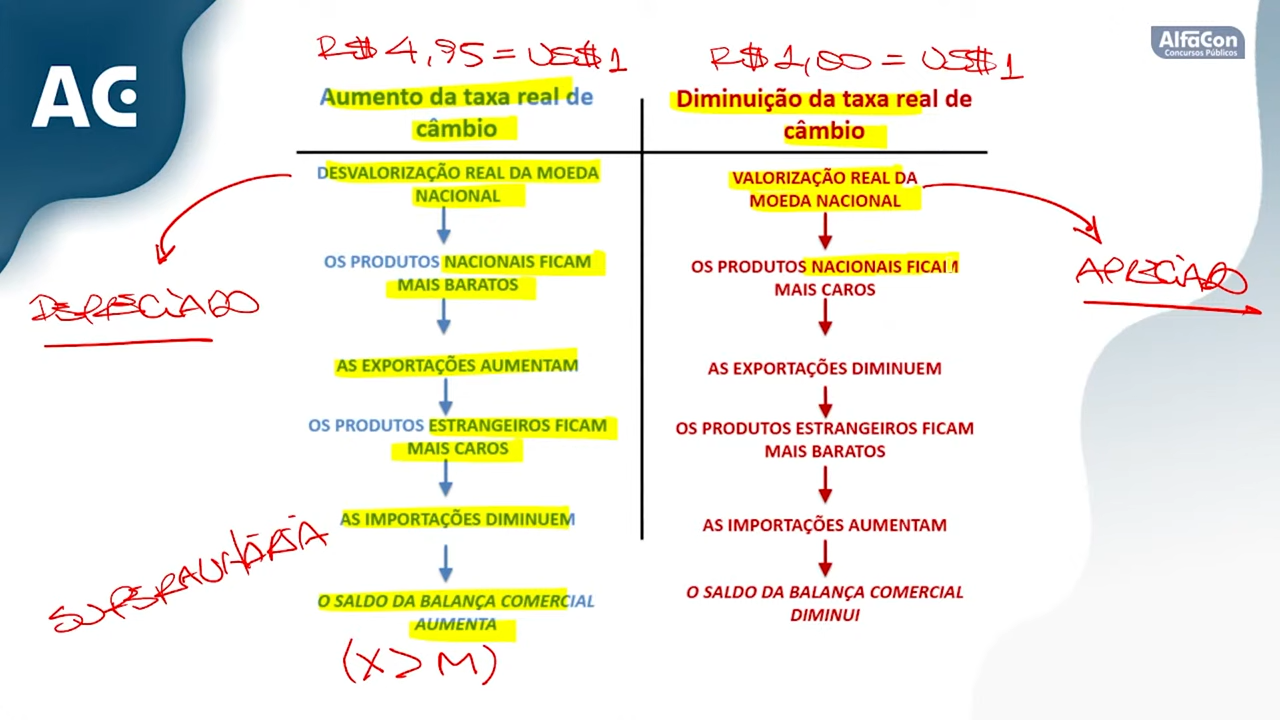 AC
AlfaCon
Concursos Públicos
R$ 4,95 = US$ 1
Aumento da taxa real de
câmbio
DESVALORIZAÇÃO REAL DA MOEDA
NACIONAL
DEPRECIADO
OS PRODUTOS NACIONAIS FICAM
MAIS BARATOS
AS EXPORTAÇÕES AUMENTAM
OS PRODUTOS ESTRANGEIROS FICAM
MAIS CAROS
AS IMPORTAÇÕES DIMINUEM
SUPERAVITÁRIA
O SALDO DA BALANÇA COMERCIAL
AUMENTA
(X > M)
R$ 1,00 = US$ 1
Diminuição da taxa real de
câmbio
VALORIZAÇÃO REAL DA
MOEDA NACIONAL
APRECIADO
OS PRODUTOS NACIONAIS FICAM
MAIS CAROS
AS EXPORTAÇÕES DIMINUEM
OS PRODUTOS ESTRANGEIROS FICAM
MAIS BARATOS
AS IMPORTAÇÕES AUMENTAM
O SALDO DA BALANÇA COMERCIAL
DIMINUI